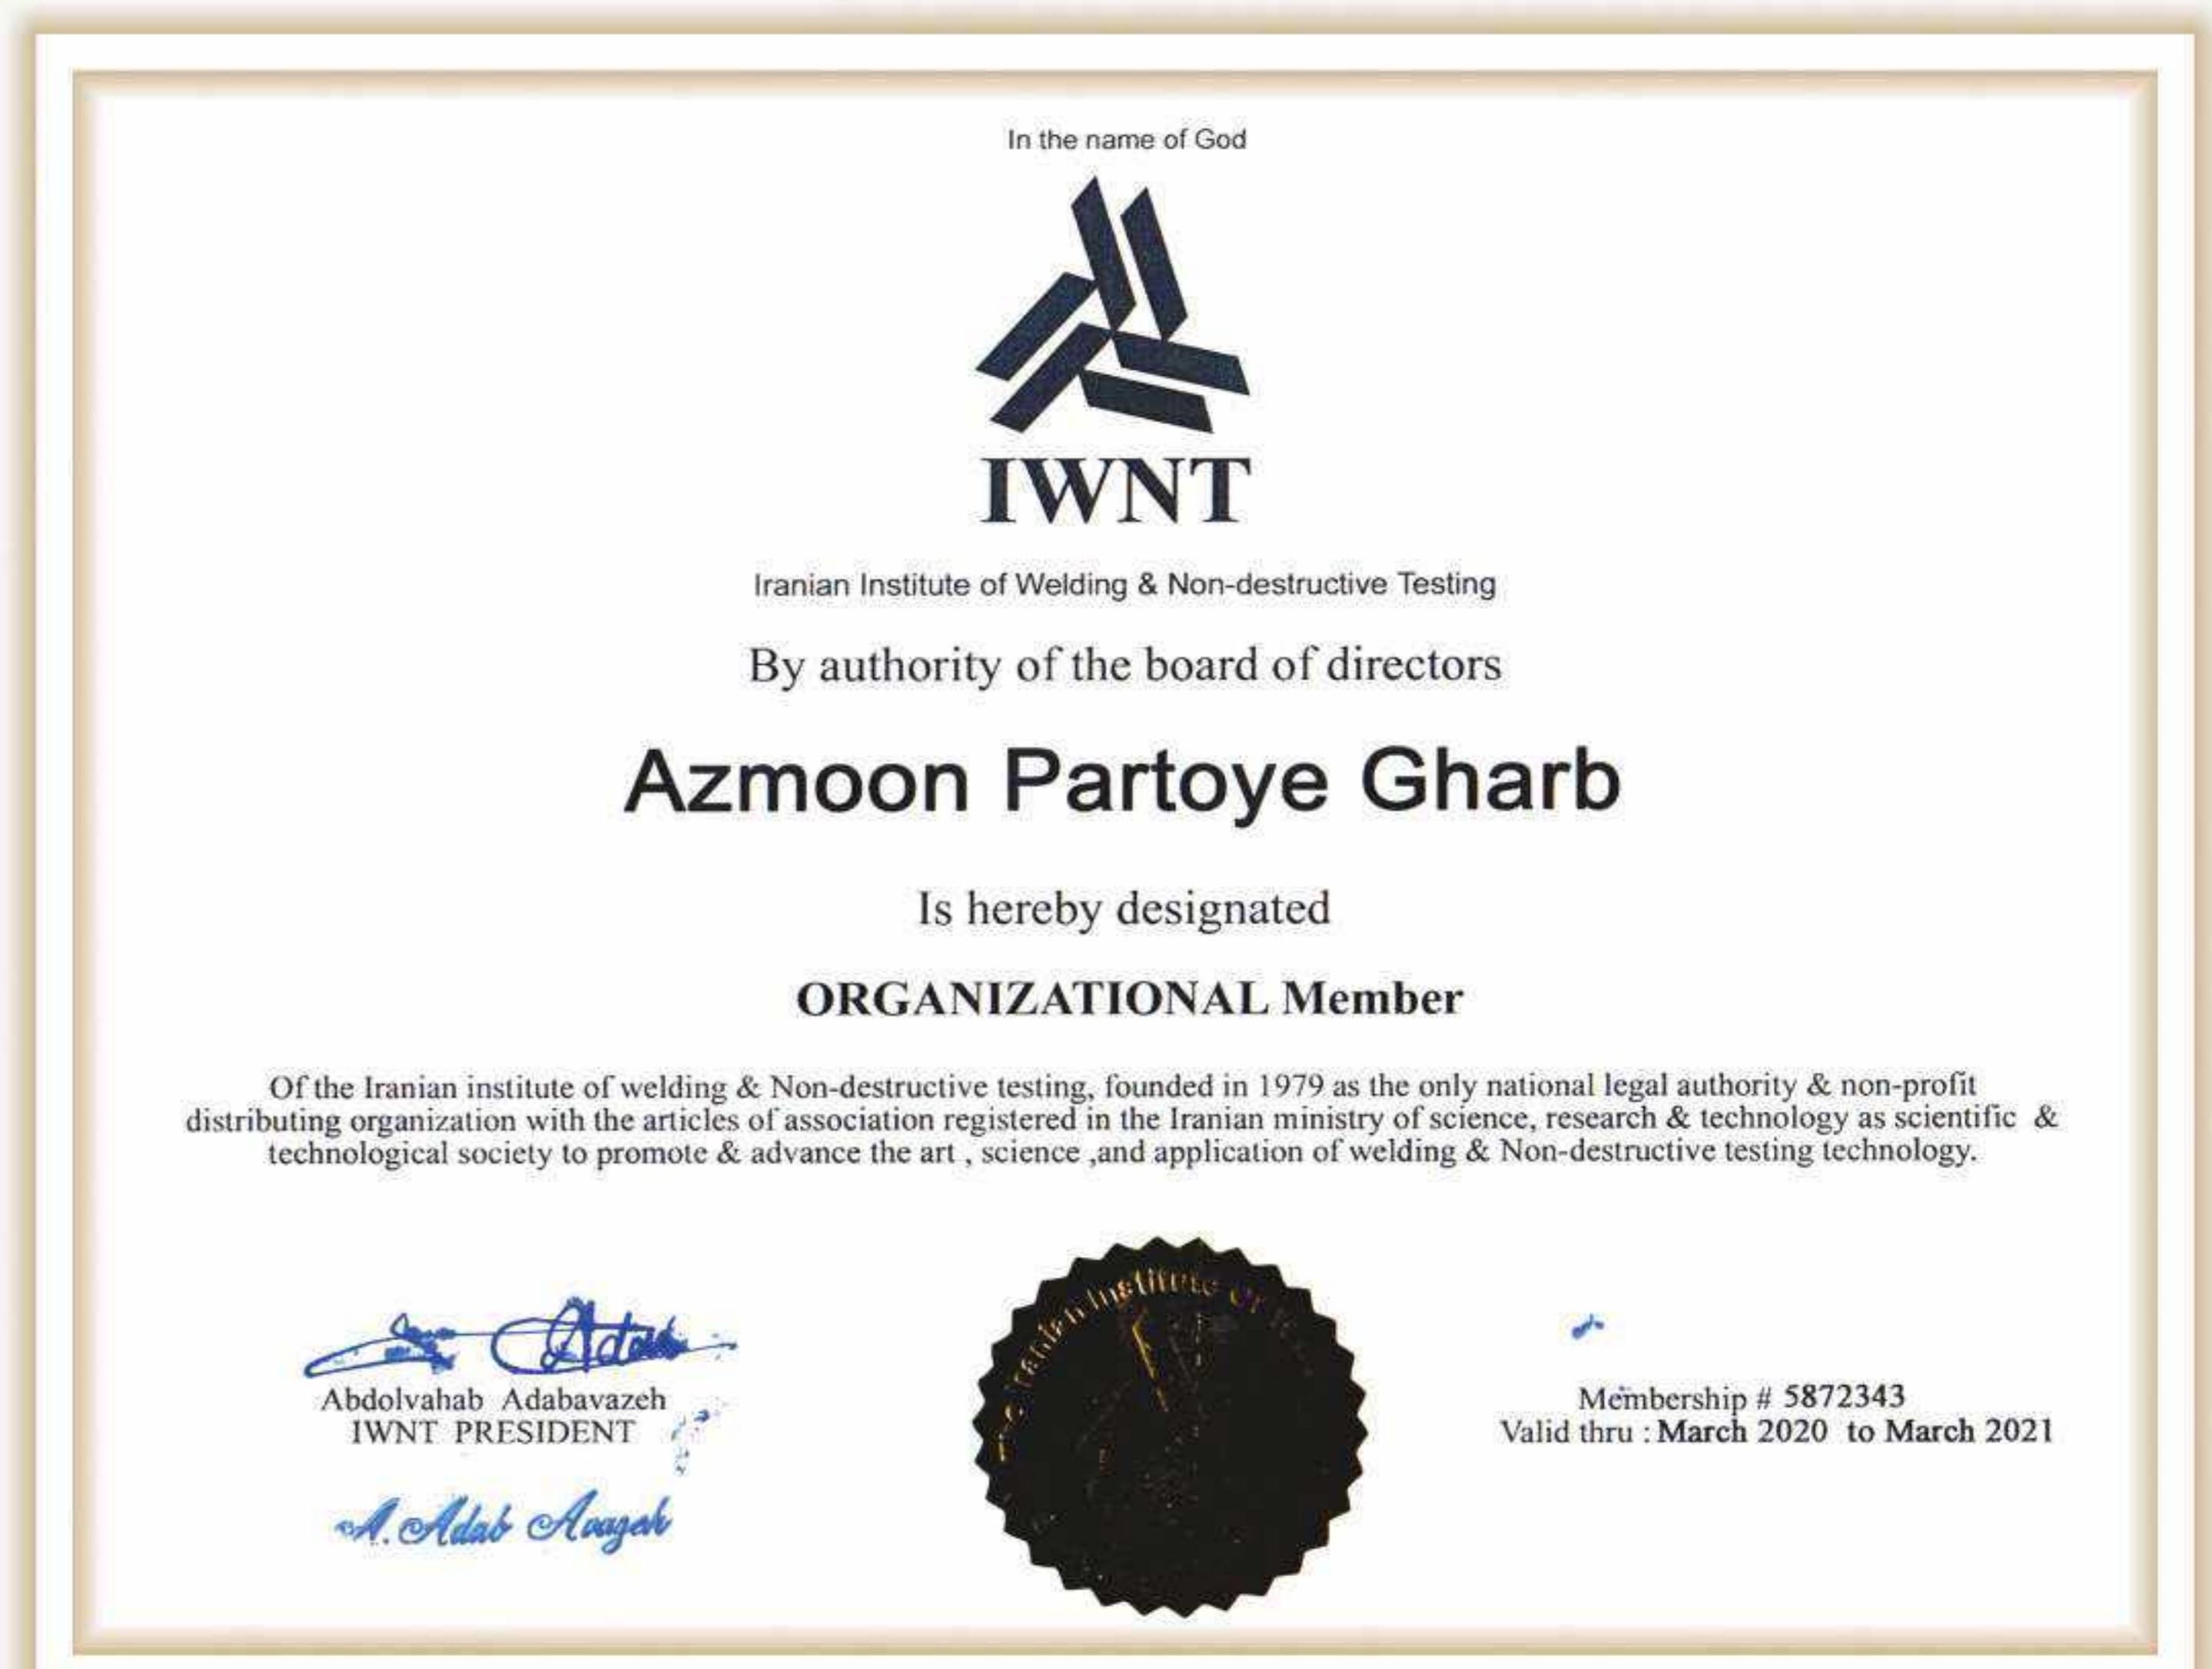 In the name of God
IWNT
Iranian Institute of Welding & Non-destructive Testing
By authority of the board of directors
Azmoon Partoye Gharb
Is hereby designated
ORGANIZATIONAL Member
Of the Iranian institute of welding & Non-destructive testing, founded in 1979 as the only national legal authority & non-profit
distributing organization with the articles of association registered in the Iranian ministry of science, research & technology as scientific &
technological society to promote & advance the art , science ,and application of welding & Non-destructive testing technology.
Iranian Institute of
Abdolvahab Adabavazeh
IWNT PRESIDENT
A. Adab Avazeh
Membership # 5872343
Valid thru : March 2020 to March 2021